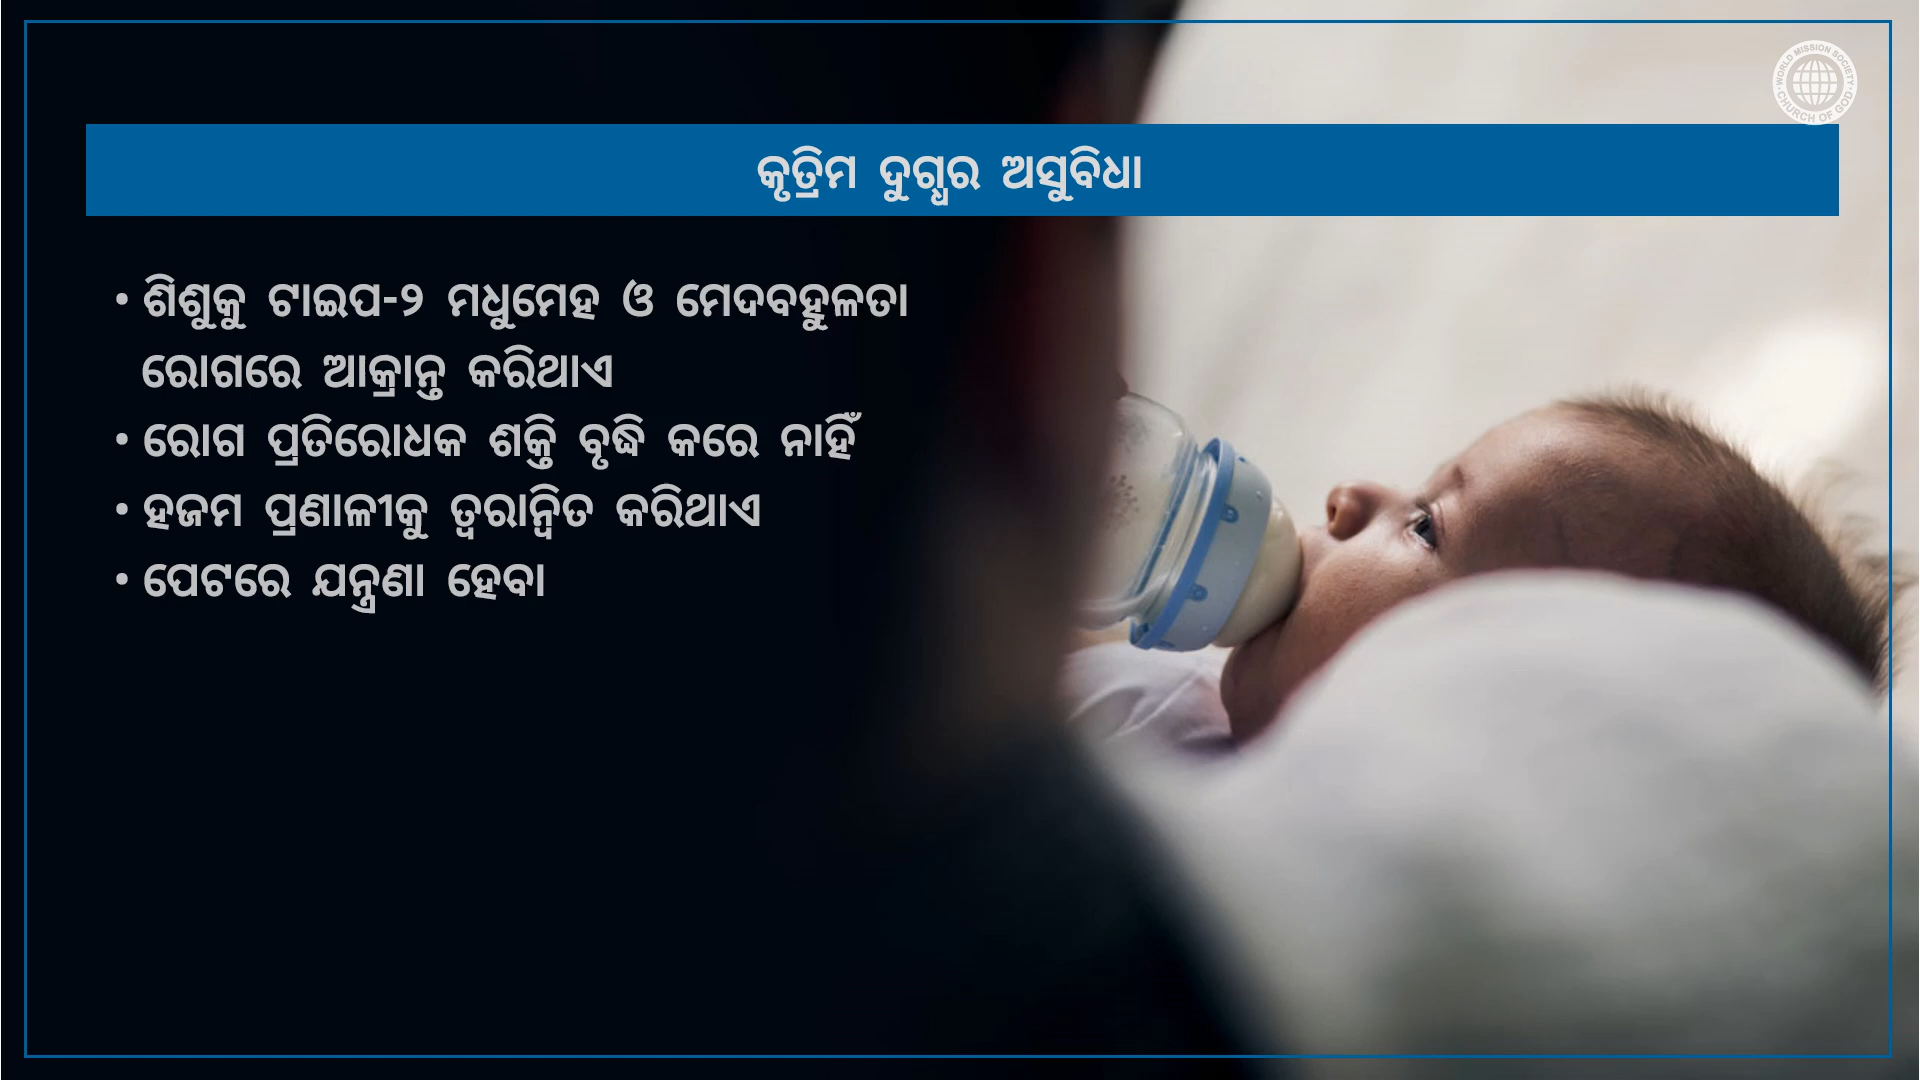 WORLD MISSION SOCIETY CHURCH OF GOD
କୃତ୍ରିମ ଦୁଗ୍ଧର ଅସୁବିଧା
• ଶିଶୁକୁ ଟାଇପ-୨ ମଧୁମେହ ଓ ମେଦବହୁଳତା
ରୋଗରେ ଆକ୍ରାନ୍ତ କରିଥାଏ
• ରୋଗ ପ୍ରତିରୋଧକ ଶକ୍ତି ବୃଦ୍ଧି କରେ ନାହିଁ
• ହଜମ ପ୍ରଣାଳୀକୁ ତ୍ୱରାନ୍ୱିତ କରିଥାଏ
• ପେଟରେ ଯନ୍ତ୍ରଣା ହେବା